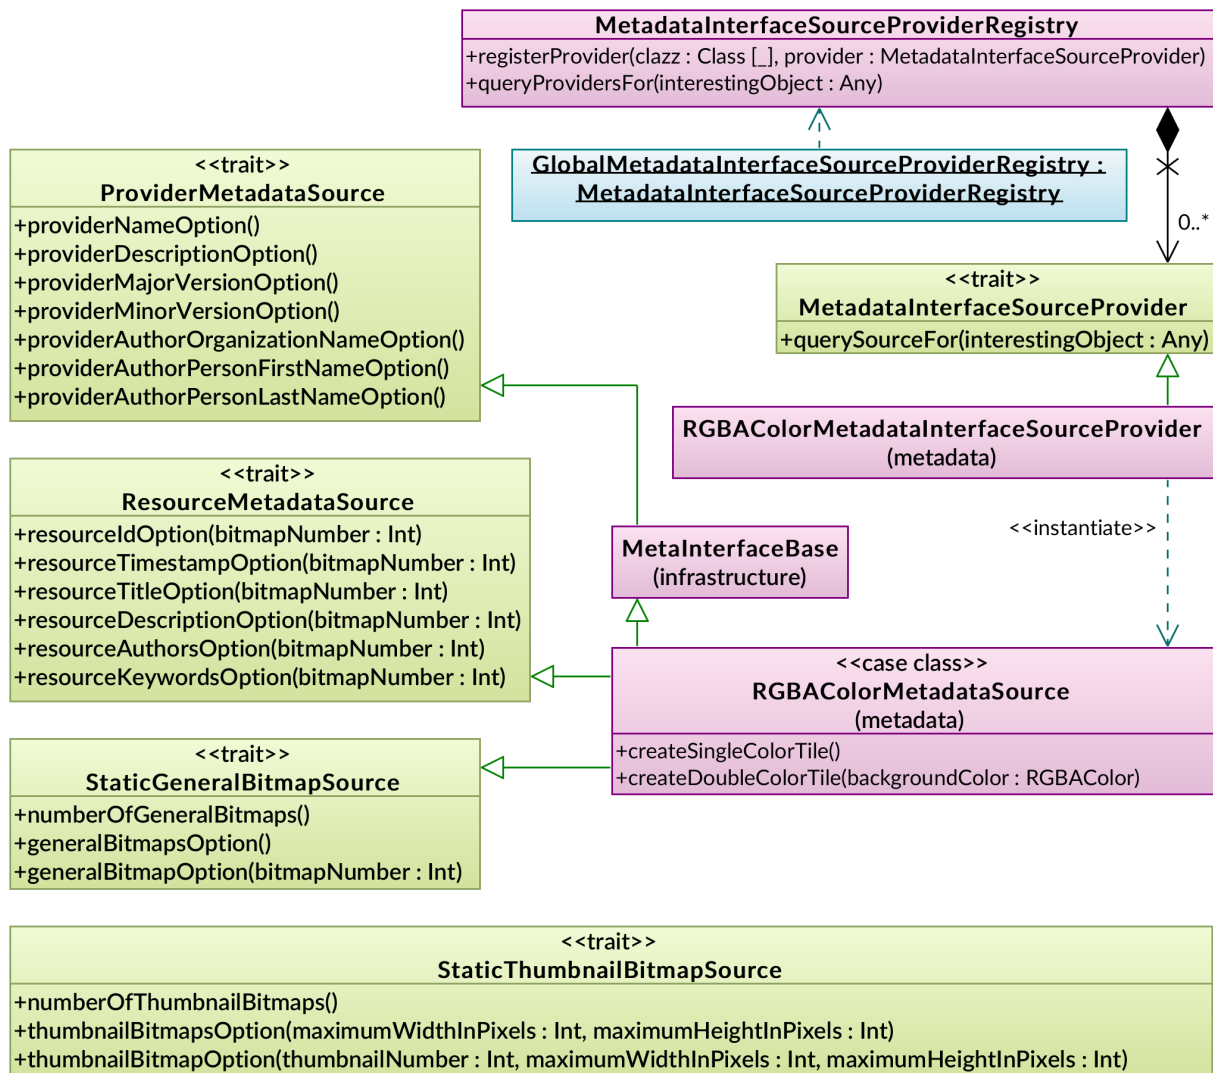 MetadataInterfaceSourceProviderRegistry
+registerProvider(clazz : Class [_], provider : MetadataInterfaceSourceProvider)
+queryProvidersFor(interestingObject : Any)
GlobalMetadataInterfaceSourceProviderRegistry :
MetadataInterfaceSourceProviderRegistry
0..*
<<trait>>
ProviderMetadataSource
+providerNameOption()
+providerDescriptionOption()
+providerMajorVersionOption()
+providerMinorVersionOption()
+providerAuthorOrganizationNameOption()
+providerAuthorPersonFirstNameOption()
+providerAuthorPersonLastNameOption()
<<trait>>
MetadataInterfaceSourceProvider
+querySourceFor(interestingObject : Any)
RGBAColorMetadataInterfaceSourceProvider
(metadata)
<<instantiate>>
<<trait>>
ResourceMetadataSource
+resourceIdOption(bitmapNumber : Int)
+resourceTimestampOption(bitmapNumber : Int)
+resourceTitleOption(bitmapNumber : Int)
+resourceDescriptionOption(bitmapNumber : Int)
+resourceAuthorsOption(bitmapNumber : Int)
+resourceKeywordsOption(bitmapNumber : Int)
MetaInterfaceBase
(infrastructure)
<<case class>>
RGBAColorMetadataSource
(metadata)
+createSingleColorTile()
+createDoubleColorTile(backgroundColor : RGBAColor)
<<trait>>
StaticGeneralBitmapSource
+numberOfGeneralBitmaps()
+generalBitmapsOption()
+generalBitmapOption(bitmapNumber : Int)
<<trait>>
StaticThumbnailBitmapSource
+numberOfThumbnailBitmaps()
+thumbnailBitmapsOption(maximumWidthInPixels : Int, maximumHeightInPixels : Int)
+thumbnailBitmapOption(thumbnailNumber : Int, maximumWidthInPixels : Int, maximumHeightInPixels : Int)